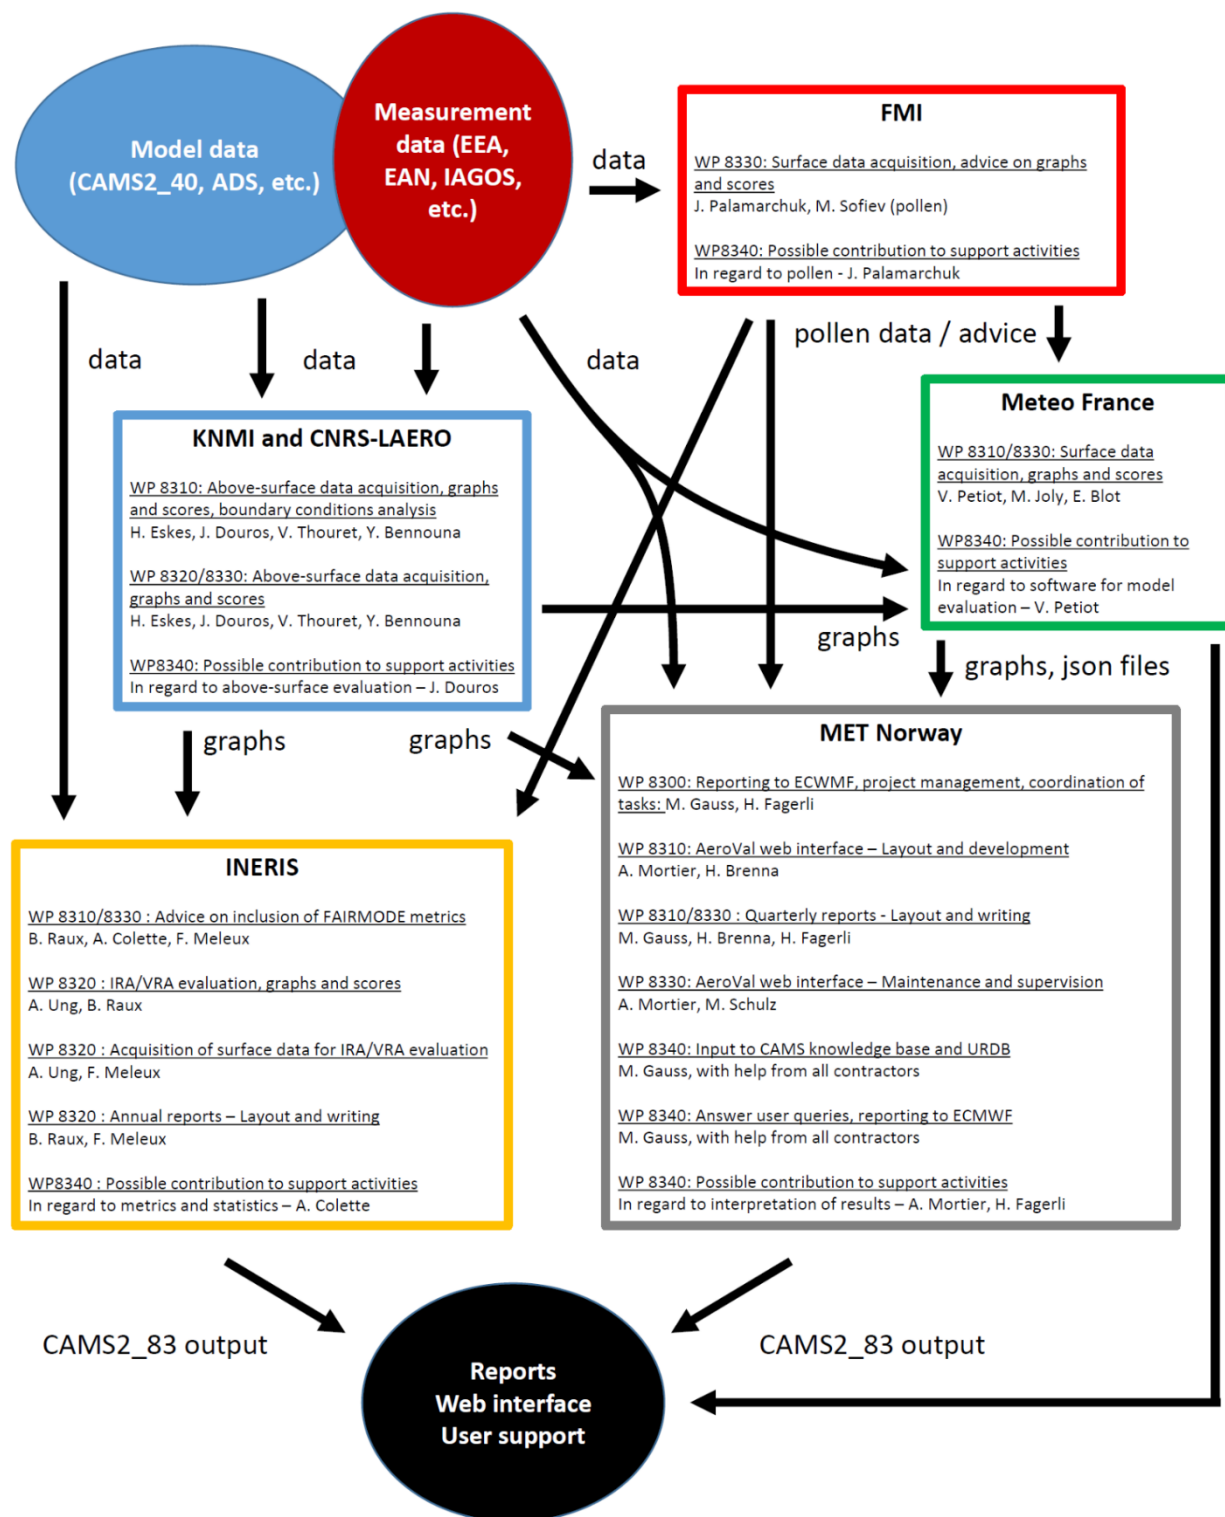 Model data
(CAMS2_40, ADS, etc.)
Measurement
data (EEA,
EAN, IAGOS,
etc.)
data
FMI
WP 8330: Surface data acquisition, advice on graphs
and scores
J. Palamarchuk, M. Sofiev (pollen)
WP8340: Possible contribution to support activities
In regard to pollen - J. Palamarchuk
data
data
data
pollen data / advice
KNMI and CNRS-LAERO
WP 8310: Above-surface data acquisition, graphs
and scores, boundary conditions analysis
H. Eskes, J. Douros, V. Thouret, Y. Bennouna
WP 8320/8330: Above-surface data acquisition,
graphs and scores
H. Eskes, J. Douros, V. Thouret, Y. Bennouna
WP8340: Possible contribution to support activities
In regard to above-surface evaluation – J. Douros
Meteo France
WP 8310/8330: Surface data
acquisition, graphs and scores
V. Petiot, M. Joly, E. Blot
WP8340: Possible contribution to
support activities
In regard to software for model
evaluation – V. Petiot
graphs
graphs, json files
graphs
graphs
INERIS
WP 8310/8330 : Advice on inclusion of FAIRMODE metrics
B. Raux, A. Colette, F. Meleux
WP 8320 : IRA/VRA evaluation, graphs and scores
A. Ung, B. Raux
WP 8320 : Acquisition of surface data for IRA/VRA evaluation
A. Ung, F. Meleux
WP 8320 : Annual reports – Layout and writing
B. Raux, F. Meleux
WP8340 : Possible contribution to support activities
In regard to metrics and statistics – A. Colette
MET Norway
WP 8300: Reporting to ECWMF, project management, coordination of
tasks: M. Gauss, H. Fagerli
WP 8310: AeroVal web interface – Layout and development
A. Mortier, H. Brenna
WP 8310/8330 : Quarterly reports - Layout and writing
M. Gauss, H. Brenna, H. Fagerli
WP 8330: AeroVal web interface – Maintenance and supervision
A. Mortier, M. Schulz
WP 8340: Input to CAMS knowledge base and URDB
M. Gauss, with help from all contractors
WP 8340: Answer user queries, reporting to ECMWF
M. Gauss, with help from all contractors
WP 8340: Possible contribution to support activities
In regard to interpretation of results – A. Mortier, H. Fagerli
CAMS2_83 output
CAMS2_83 output
Reports
Web interface
User support